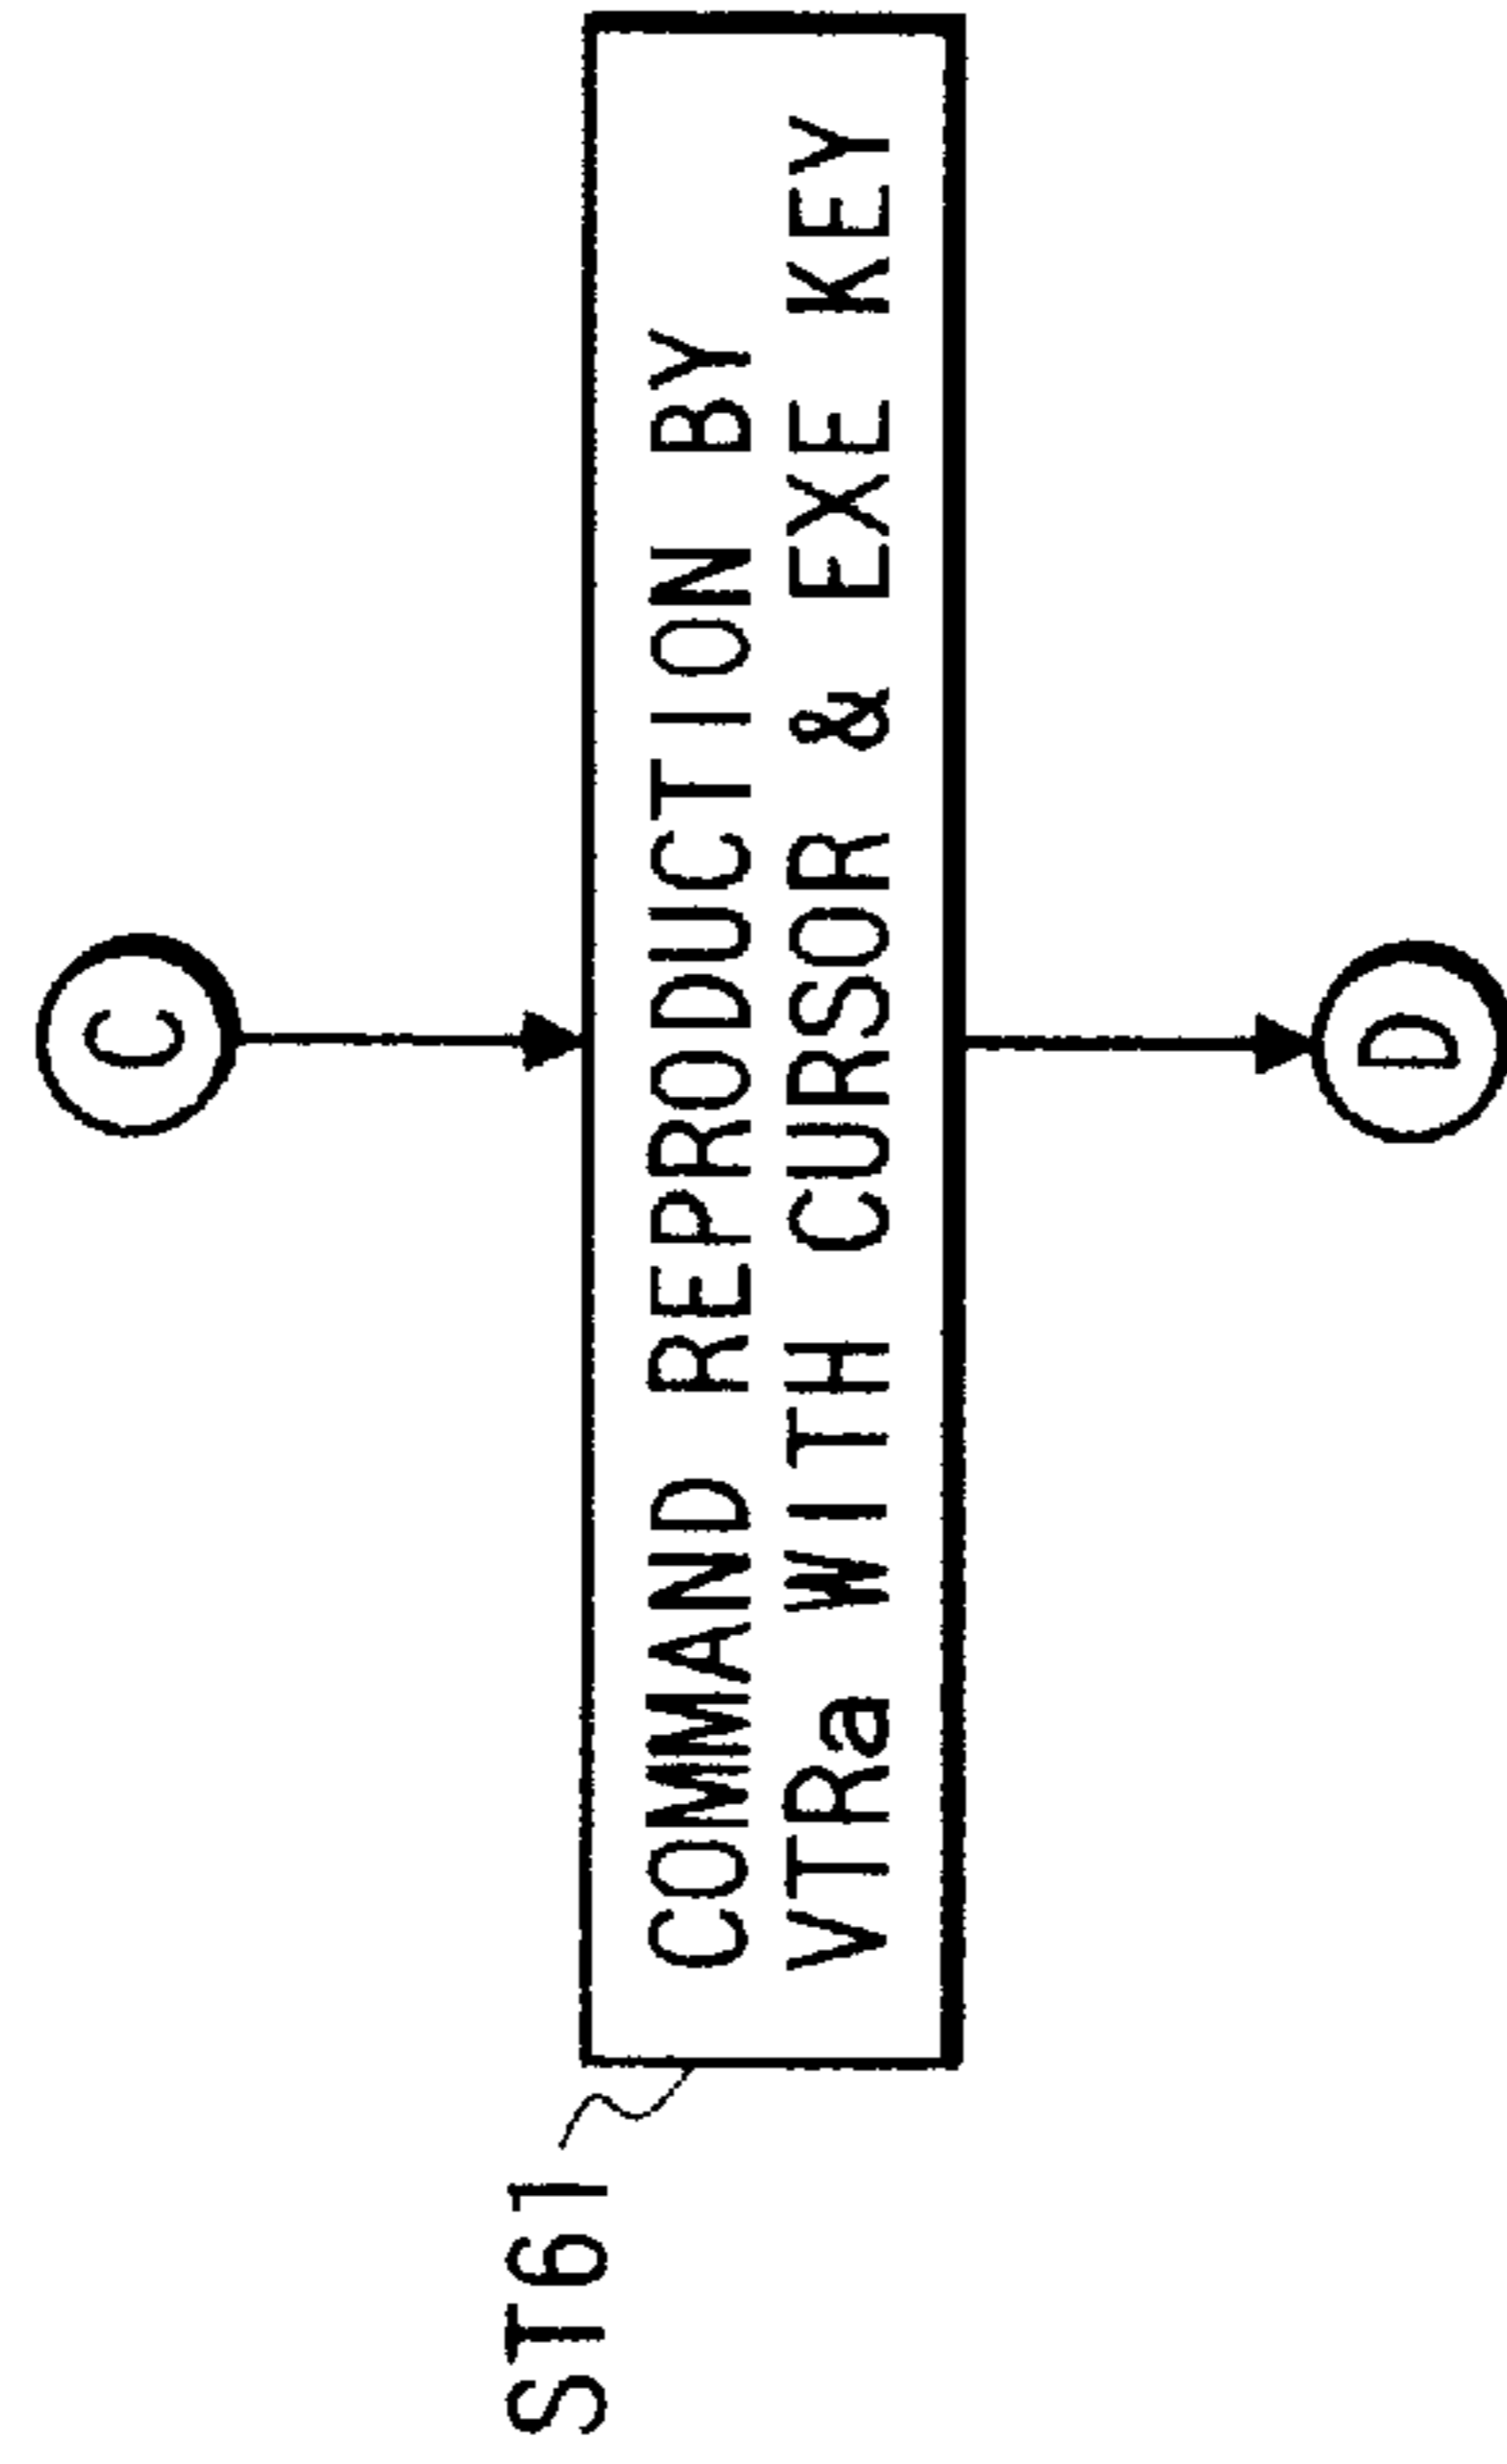 C
ST61
COMMAND REPRODUCTION BY
VTRa WITH CURSOR & EXE KEY
D